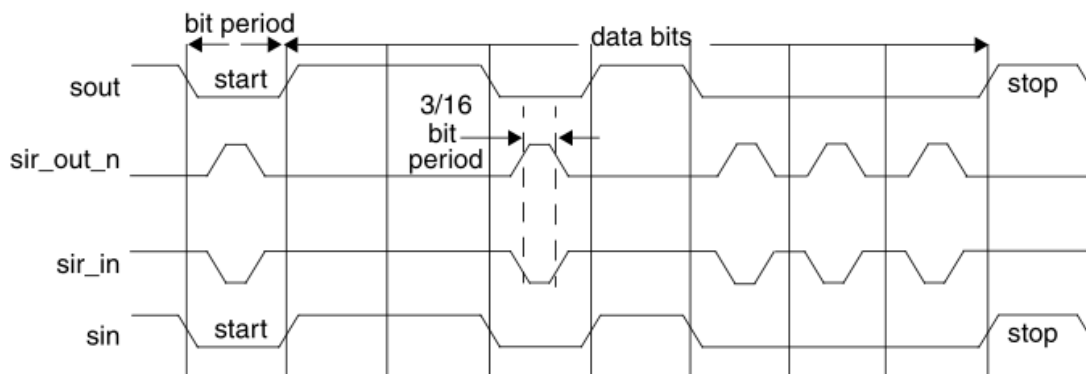 bit period
data bits
sout
start
stop
3/16
bit
period
sir_out_n
sir_in
sin
start
stop